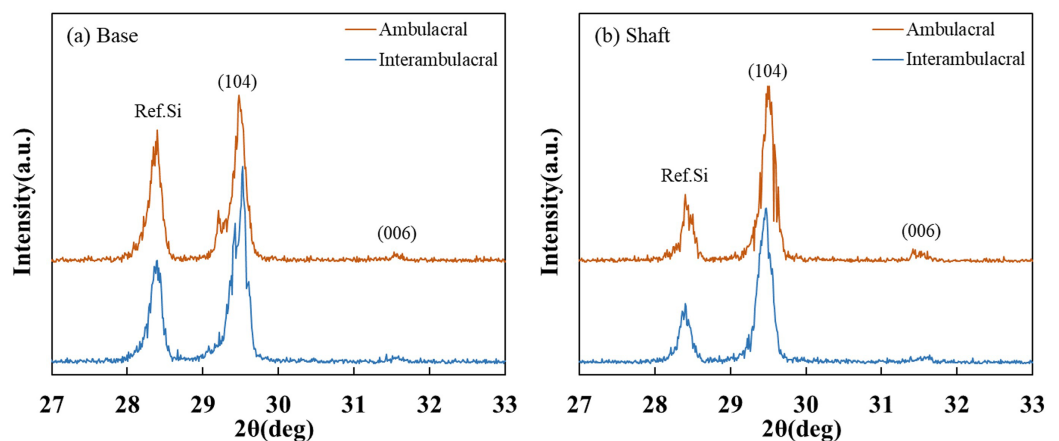 (a) Base
Ambulacral
Interambulacral
(104)
Ref.Si
(006)
Intensity(a.u.)
27 28 29 30 31 32 33
2θ(deg)
(b) Shaft
Ambulacral
Interambulacral
(104)
Ref.Si
(006)
Intensity(a.u.)
27 28 29 30 31 32 33
2θ(deg)